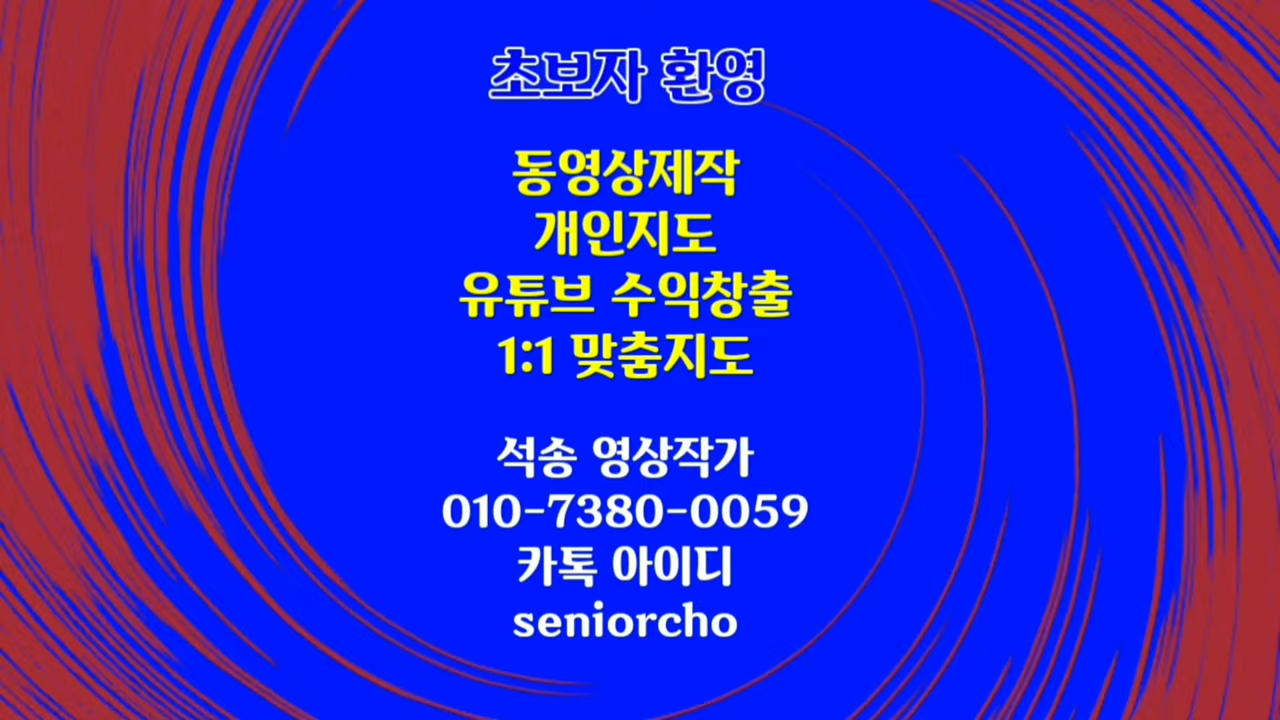 초보자 환영
동영상제작
개인지도
유튜브 수익창출
1:1 맞춤지도
석송 영상작가
010-7380-0059
카톡 아이디
seniorcho